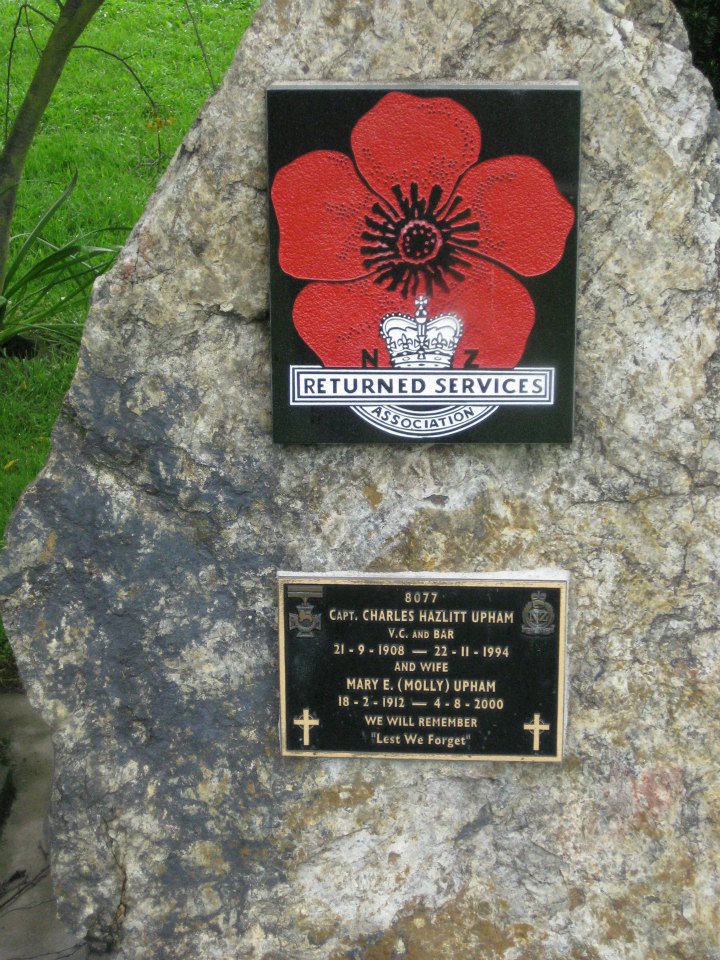 N Z
RETURNED SERVICES
ASSOCIATION
8077
CAPT. CHARLES HAZLITT UPHAM
V.C. AND BAR
21 - 9 - 1908 — 22 - 11 - 1994
AND WIFE
MARY E. (MOLLY) UPHAM
18 - 2 - 1912 — 4 - 8 - 2000
WE WILL REMEMBER
"LEST WE FORGET"